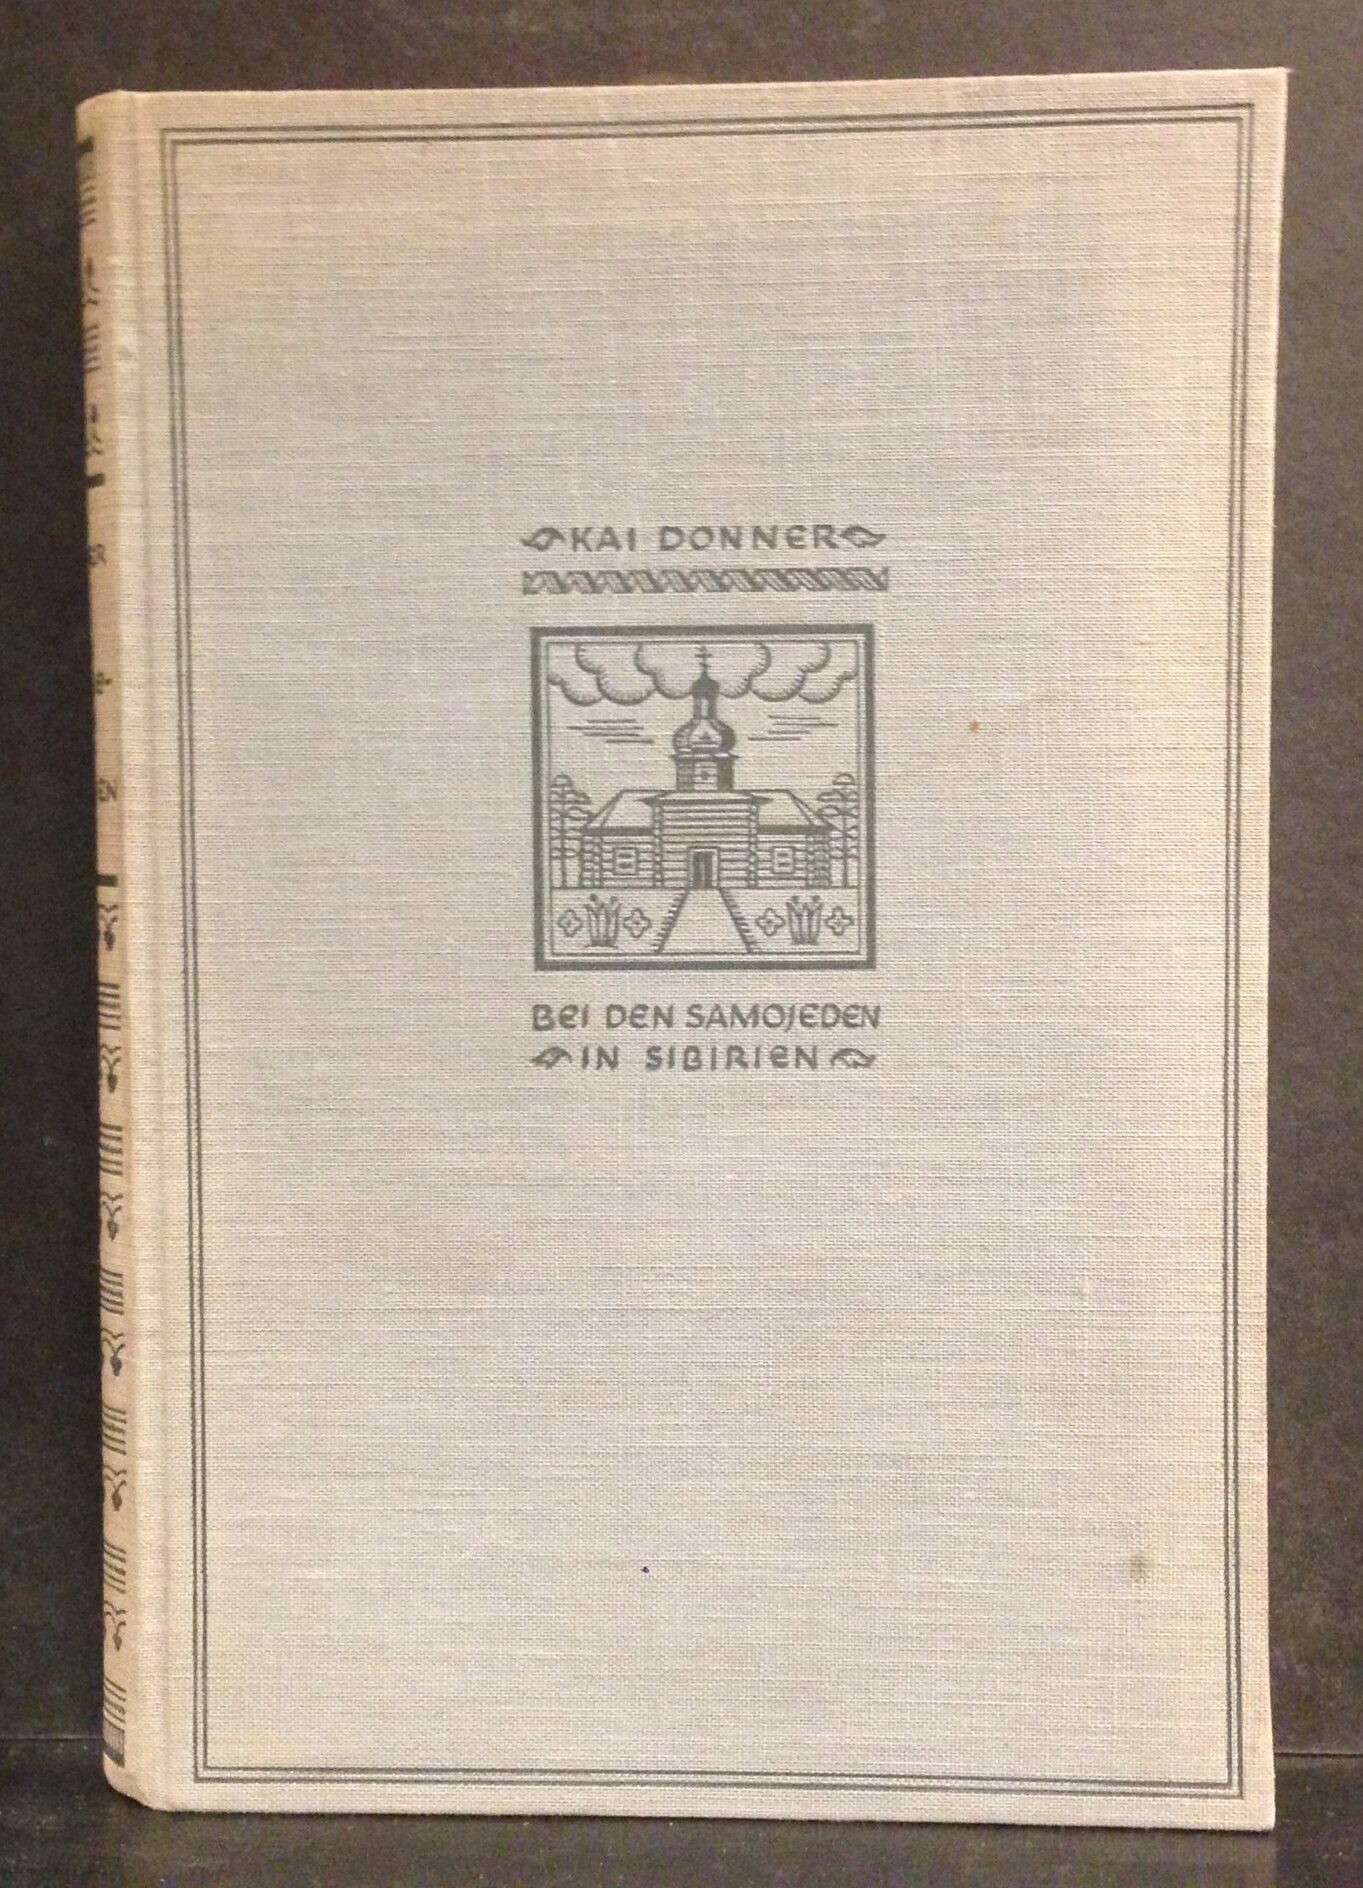 KAI DONNER
BEI DEN SAMOJEDEN
IN SIBIRIEN